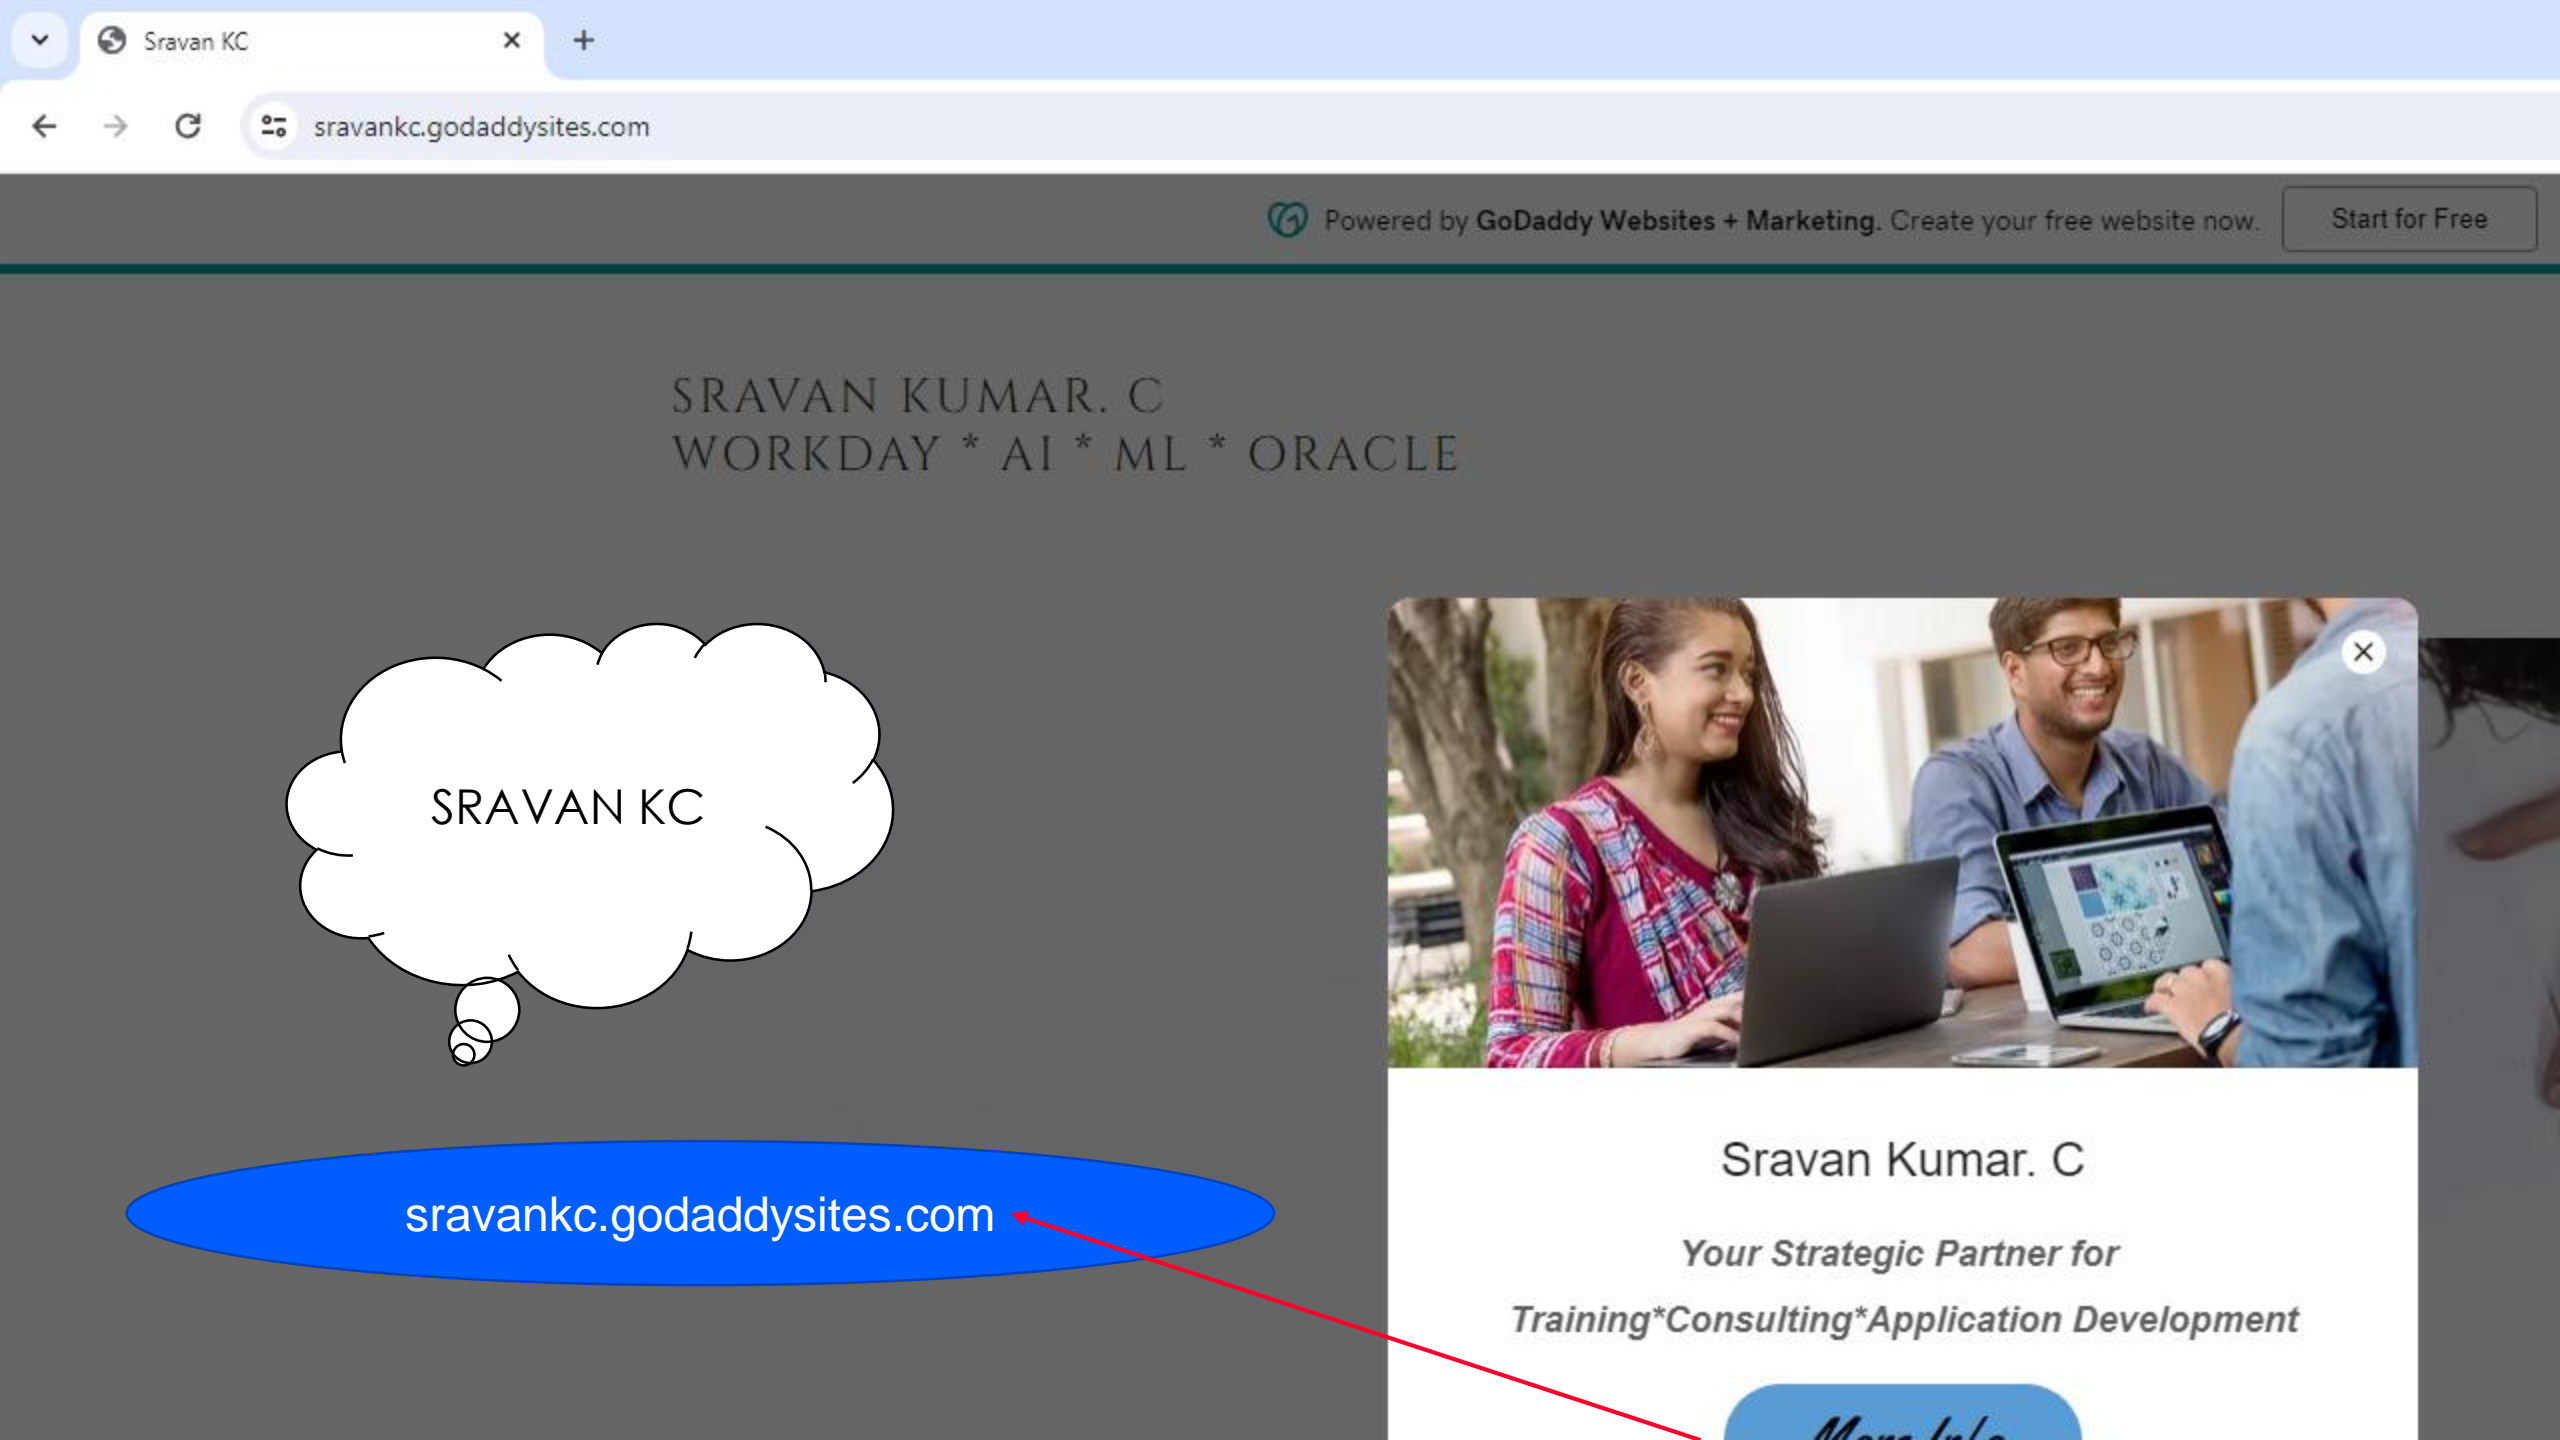 Sravan KC
sravankc.godaddysites.com
Powered by GoDaddy Websites + Marketing. Create your free website now.
Start for Free
SRAVAN KUMAR. C
WORKDAY * AI * ML * ORACLE
SRAVAN KC
sravankc.godaddysites.com
Sravan Kumar. C
Your Strategic Partner for
Training*Consulting*Application Development
More Info